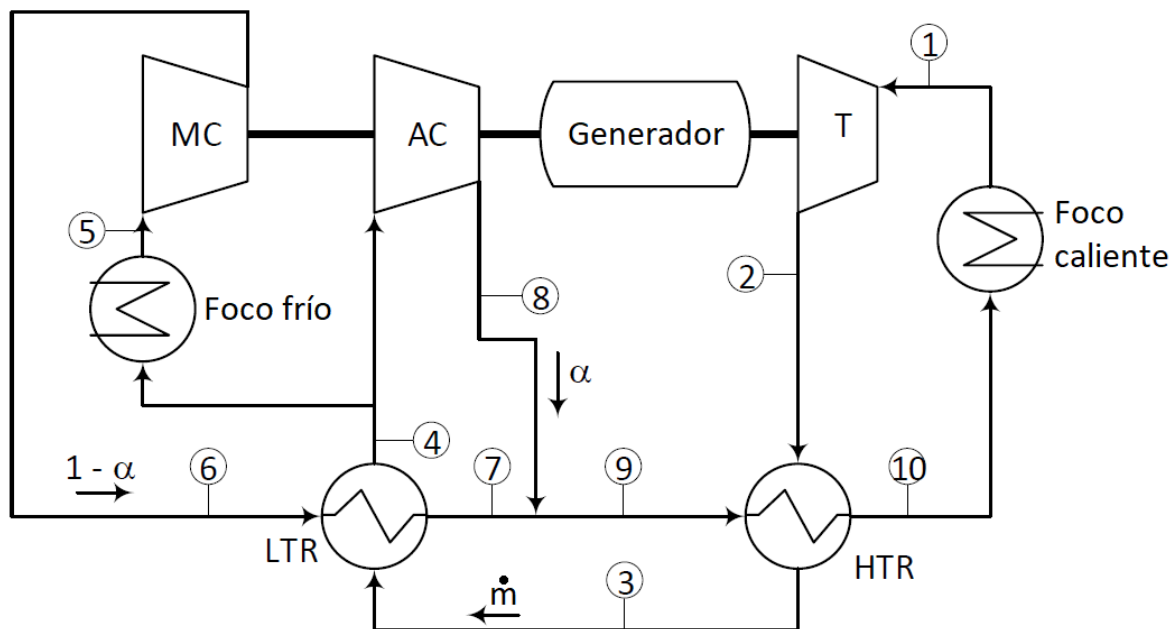 1
MC
AC
Generador
T
5
Foco
caliente
2
8
Foco frío
α
4
1 - α
6
7
9
10
LTR
HTR
ṁ
3